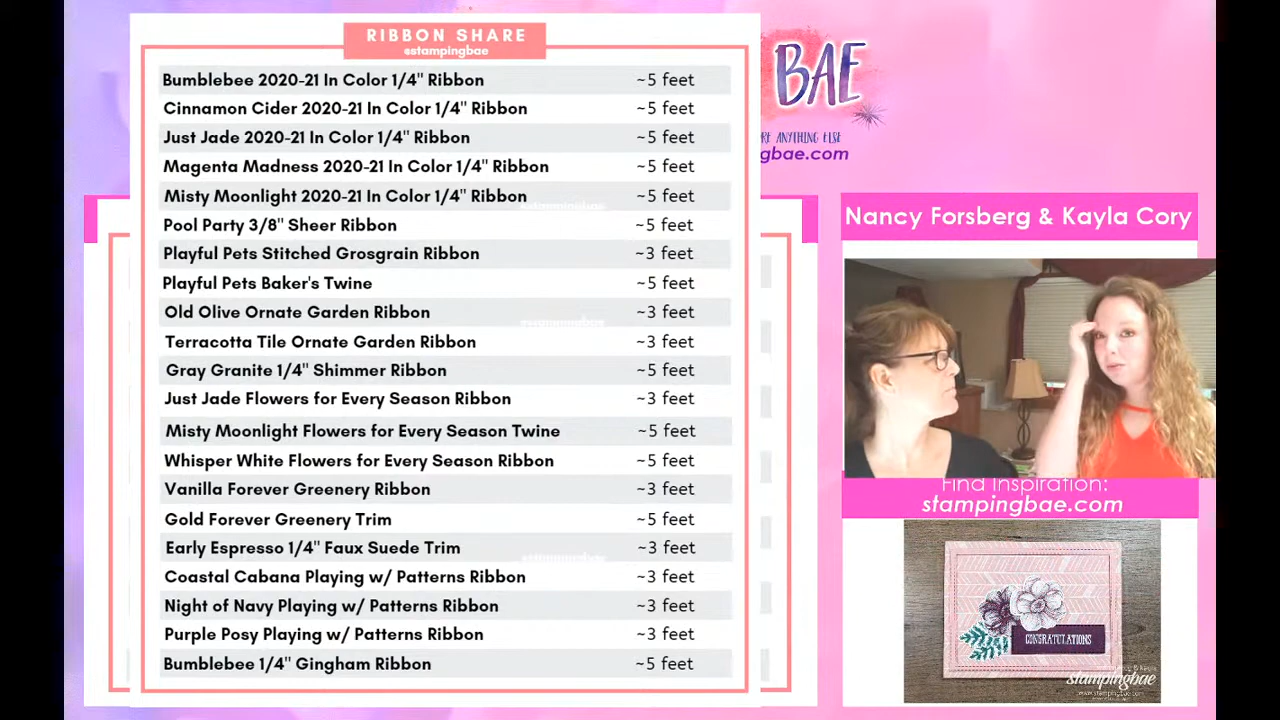 RIBBON SHARE
@stampingbae
Bumblebee 2020-21 In Color 1/4" Ribbon ~5 feet
Cinnamon Cider 2020-21 In Color 1/4" Ribbon ~5 feet
Just Jade 2020-21 In Color 1/4" Ribbon ~5 feet
Magenta Madness 2020-21 In Color 1/4" Ribbon ~5 feet
Misty Moonlight 2020-21 In Color 1/4" Ribbon ~5 feet
Pool Party 3/8" Sheer Ribbon ~5 feet
Playful Pets Stitched Grosgrain Ribbon ~3 feet
Playful Pets Baker's Twine ~5 feet
Old Olive Ornate Garden Ribbon ~3 feet
Terracotta Tile Ornate Garden Ribbon ~3 feet
Gray Granite 1/4" Shimmer Ribbon ~5 feet
Just Jade Flowers for Every Season Ribbon ~3 feet
Misty Moonlight Flowers for Every Season Twine ~5 feet
Whisper White Flowers for Every Season Ribbon ~5 feet
Vanilla Forever Greenery Ribbon ~3 feet
Gold Forever Greenery Trim ~5 feet
Early Espresso 1/4" Faux Suede Trim ~3 feet
Coastal Cabana Playing w/ Patterns Ribbon ~3 feet
Night of Navy Playing w/ Patterns Ribbon ~3 feet
Purple Posy Playing w/ Patterns Ribbon ~3 feet
Bumblebee 1/4" Gingham Ribbon ~5 feet
BAE
ANYTHING ELSE
gbae.com
Nancy Forsberg & Kayla Cory
Find Inspiration:
stampingbae.com
CONGRATULATIONS
stampingbae
www.stampingbae.com